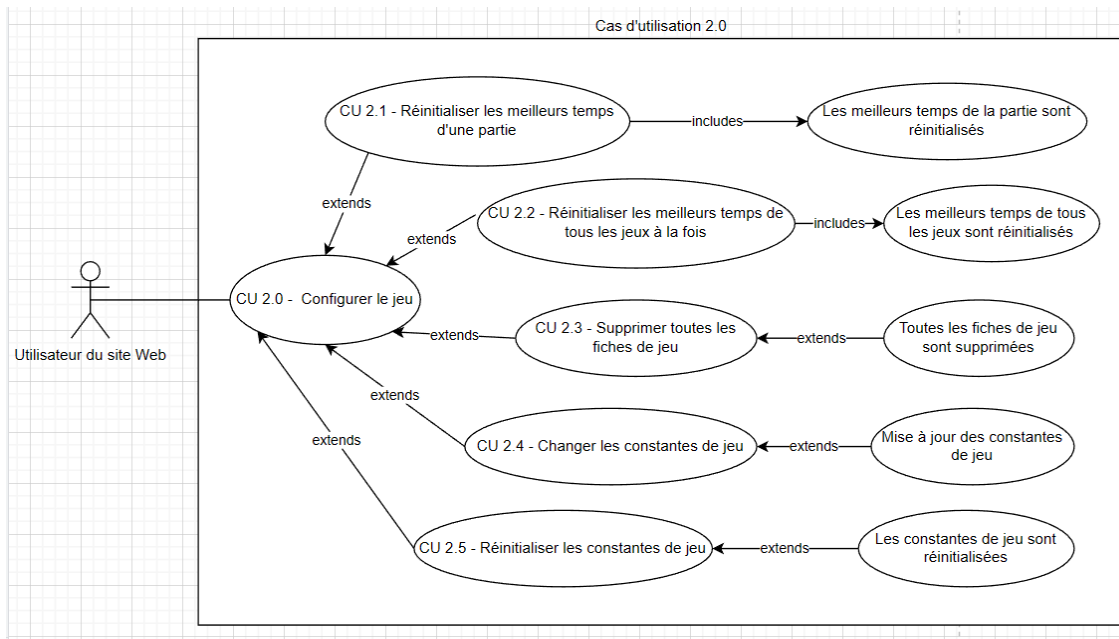 Cas d'utilisation 2.0
CU 2.1 - Réinitialiser les meilleurs temps
d'une partie
includes
Les meilleurs temps de la partie sont
réinitialisés
extends
CU 2.2 - Réinitialiser les meilleurs temps de
tous les jeux à la fois
includes
Les meilleurs temps de tous
les jeux sont réinitialisés
extends
CU 2.0 - Configurer le jeu
Utilisateur du site Web
extends
CU 2.3 - Supprimer toutes les
fiches de jeu
extends
Toutes les fiches de jeu
sont supprimées
extends
CU 2.4 - Changer les constantes de jeu
extends
Mise à jour des constantes
de jeu
extends
CU 2.5 - Réinitialiser les constantes de jeu
extends
Les constantes de jeu sont
réinitialisées